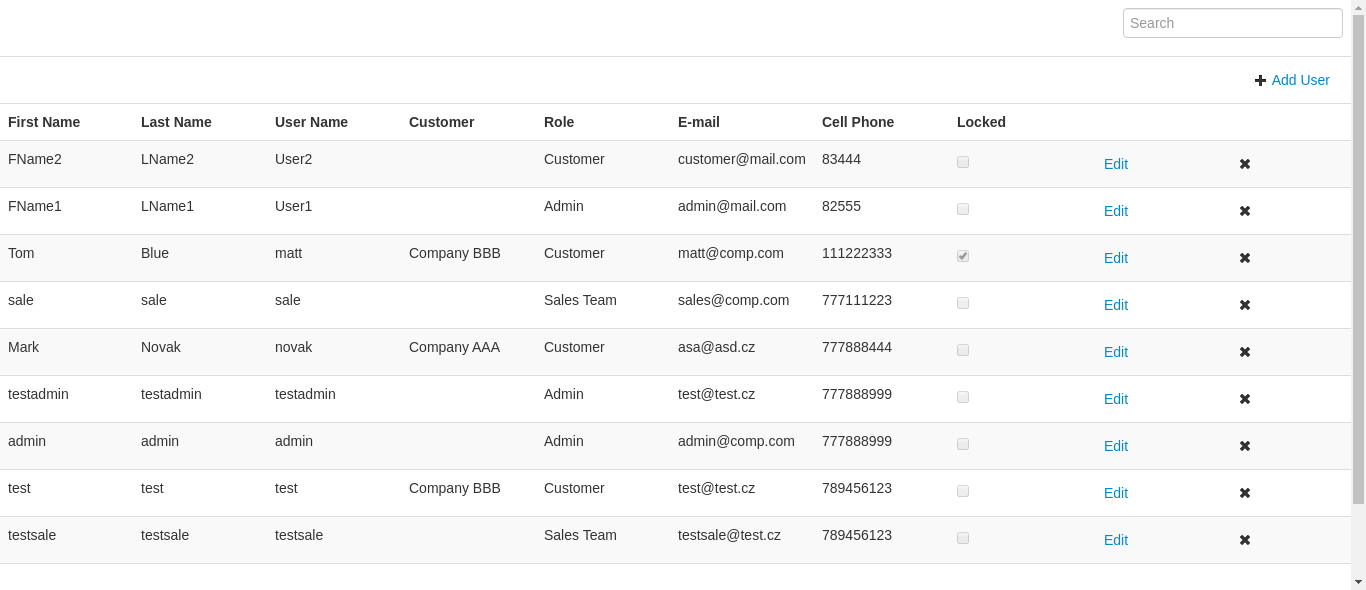 Search
Add User
First Name Last Name User Name Customer Role E-mail Cell Phone Locked
FName2 LName2 User2 Customer customer@mail.com 83444 Edit
FName1 LName1 User1 Admin admin@mail.com 82555 Edit
Tom Blue matt Company BBB Customer matt@comp.com 111222333 Edit
sale sale sale Sales Team sales@comp.com 777111223 Edit
Mark Novak novak Company AAA Customer asa@asd.cz 777888444 Edit
testadmin testadmin testadmin Admin test@test.cz 777888999 Edit
admin admin admin Admin admin@comp.com 777888999 Edit
test test test Company BBB Customer test@test.cz 789456123 Edit
testsale testsale testsale Sales Team testsale@test.cz 789456123 Edit